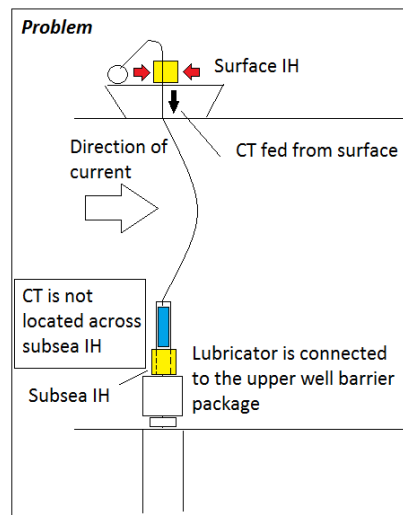 Problem
Surface IH
CT fed from surface
Direction of
current
CT is not
located across
subsea IH
Lubricator is connected
to the upper well barrier
package
Subsea IH